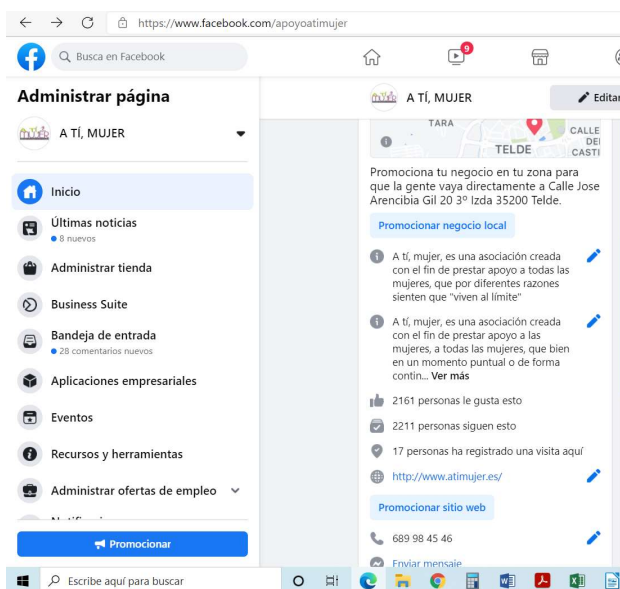 https://www.facebook.com/apoyoatimujer
Busca en Facebook
9
Administrar página
A TÍ, MUJER
Inicio
Últimas noticias
8 nuevos
Administrar tienda
Business Suite
Bandeja de entrada
28 comentarios nuevos
Aplicaciones empresariales
Eventos
Recursos y herramientas
Administrar ofertas de empleo
Promocionar
A TÍ, MUJER
Editar
TARA
TELDE
CALLE
CASTI
Promociona tu negocio en tu zona para
que la gente vaya directamente a Calle Jose
Arencibia Gil 20 3º Izda 35200 Telde.
Promocionar negocio local
A tí, mujer, es una asociación creada
con el fin de prestar apoyo a todas las
mujeres, que por diferentes razones
sienten que "viven al límite"
A tí, mujer, es una asociación creada
con el fin de prestar apoyo a las
mujeres, a todas las mujeres, que bien
en un momento puntual o de forma
contin... Ver más
2161 personas le gusta esto
2211 personas siguen esto
17 personas ha registrado una visita aquí
http://www.atimujer.es/
Promocionar sitio web
689 98 45 46
Enviar mensaje
Escribe aquí para buscar